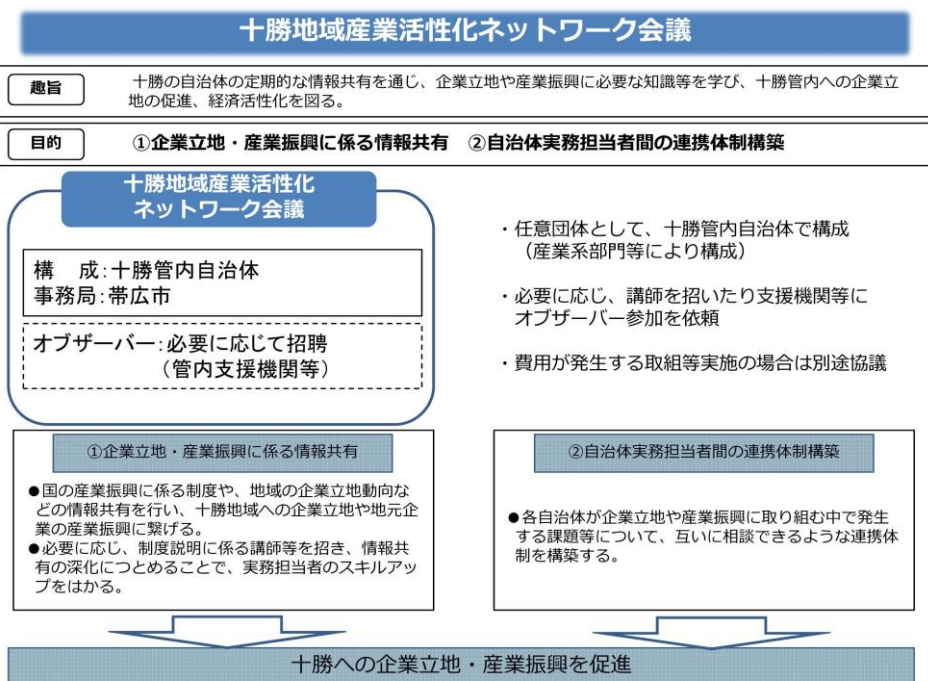 十勝地域産業活性化ネットワーク会議
趣旨
十勝の自治体の定期的な情報共有を通じ、企業立地や産業振興に必要な知識等を学び、十勝管内への企業立
地の促進、経済活性化を図る。
目的
①企業立地・産業振興に係る情報共有　②自治体実務担当者間の連携体制構築
十勝地域産業活性化
ネットワーク会議
構　成：十勝管内自治体
事務局：帯広市
オブザーバー：必要に応じて招聘
（管内支援機関等）
・任意団体として、十勝管内自治体で構成
（産業系部門等により構成）
・必要に応じ、講師を招いたり支援機関等に
オブザーバー参加を依頼
・費用が発生する取組等実施の場合は別途協議
①企業立地・産業振興に係る情報共有
●国の産業振興に係る制度や、地域の企業立地動向な
どの情報共有を行い、十勝地域への企業立地や地元企
業の産業振興に繋げる。
●必要に応じ、制度説明に係る講師等を招き、情報共
有の深化につとめることで、実務担当者のスキルアッ
プをはかる。
②自治体実務担当者間の連携体制構築
●各自治体が企業立地や産業振興に取り組む中で発生
する課題等について、互いに相談できるような連携体
制を構築する。
十勝への企業立地・産業振興を促進